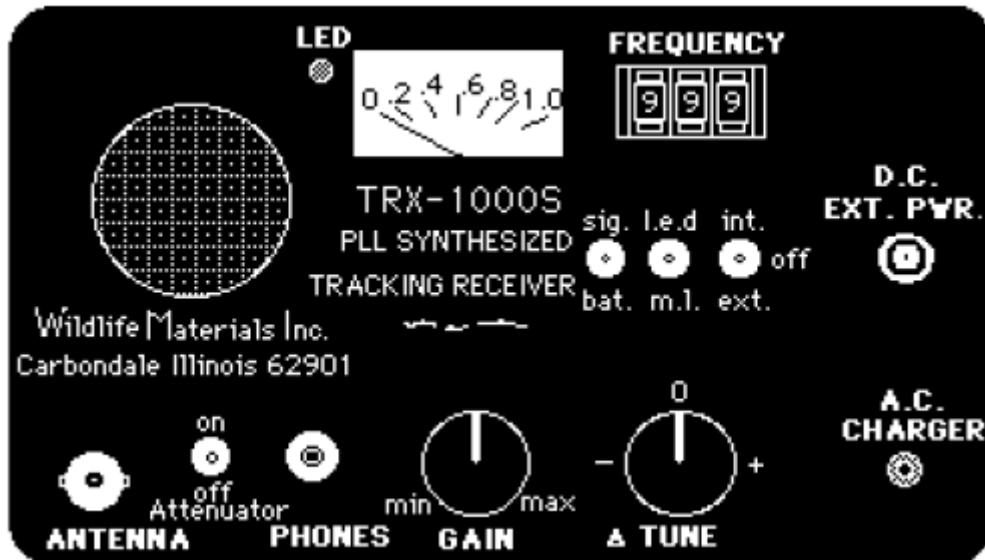 LED
FREQUENCY
0 .2 .4 .6 .8 1.0
9 9 9
TRX-1000S
PLL SYNTHESIZED
TRACKING RECEIVER
sig. l.e.d int.
off
bat. m.l. ext.
D.C.
EXT. PWR.
Wildlife Materials Inc.
Carbondale Illinois 62901
on
off
Attenuator
ANTENNA
PHONES
min max
GAIN
0
- +
Δ TUNE
A.C.
CHARGER